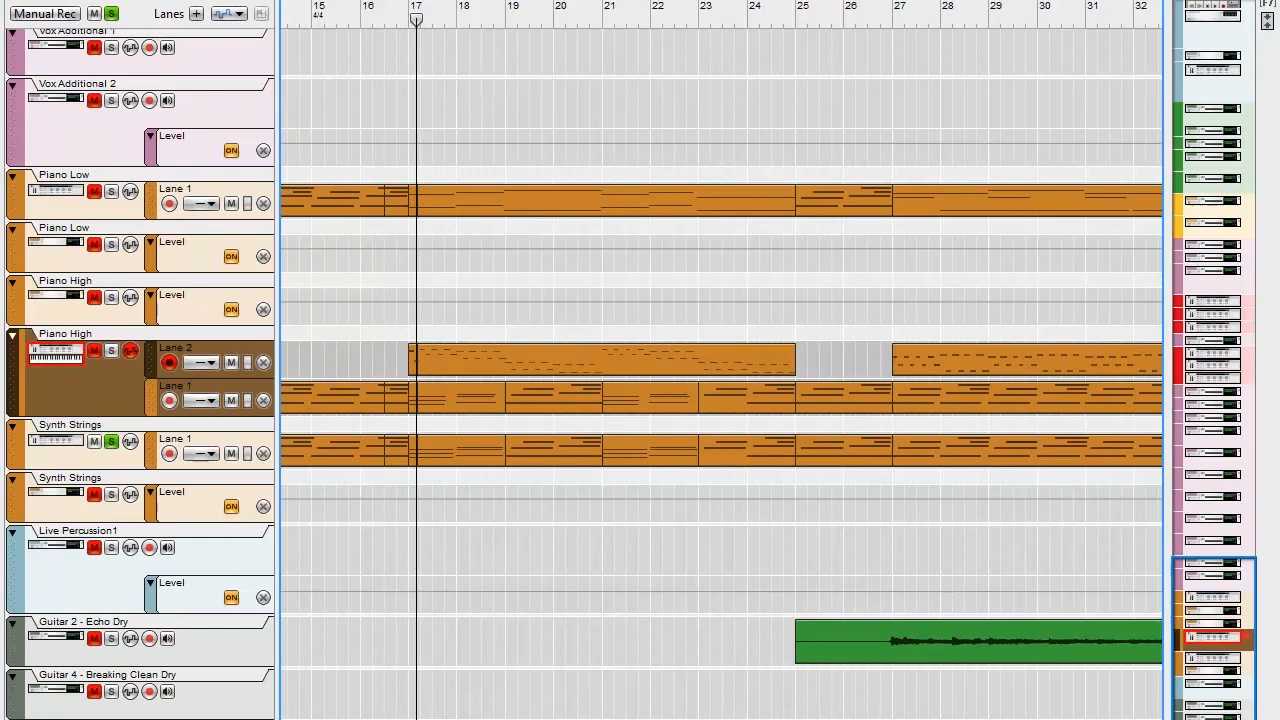 Manual Rec M S Lanes + 15 16 17 18 19 20 21 22 23 24 25 26 27 28 29 30 31 32 [F7]
4/4
Vox Additional 1
M S
Vox Additional 2
M S
Level
ON
Piano Low
M S Lane 1
M
Piano Low
M S Level
ON
Piano High
M S Level
ON
Piano High
M S Lane 2
Lane 1
Synth Strings
M S Lane 1
M
Synth Strings
M S Level
ON
Live Percussion1
M S
Level
ON
Guitar 2 - Echo Dry
M S
Guitar 4 - Breaking Clean Dry
M S